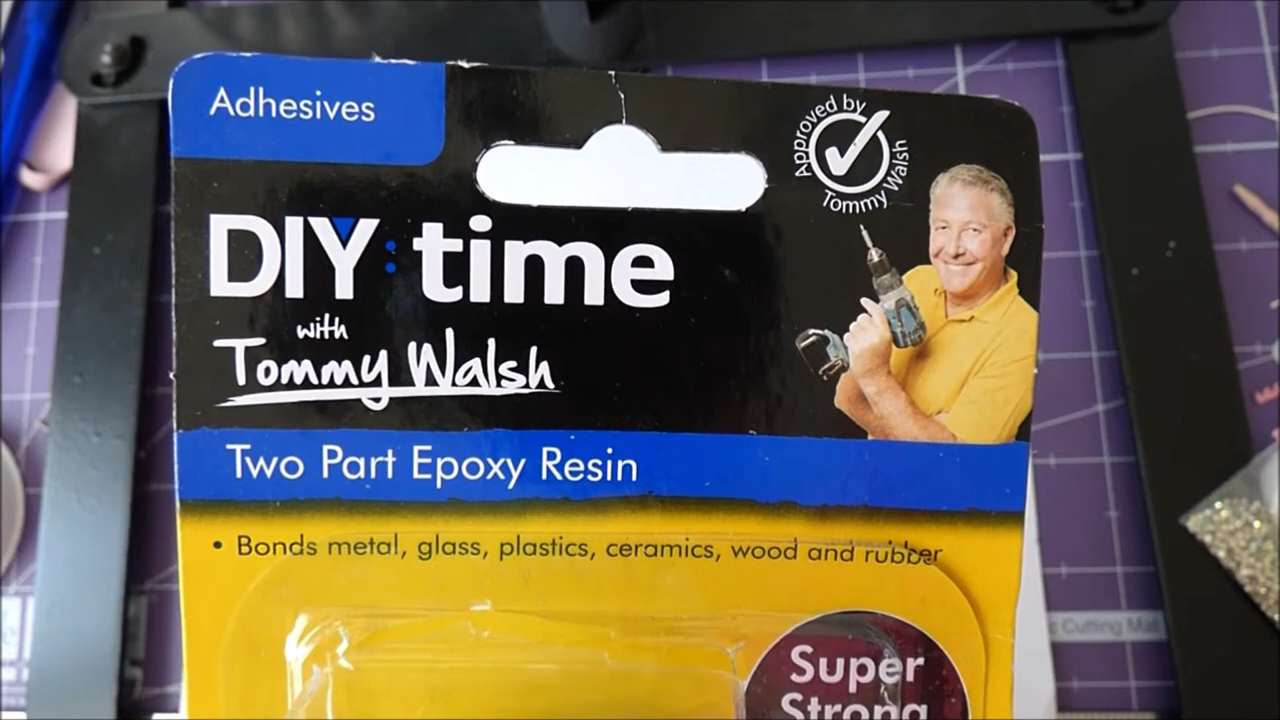 Adhesives
Approved by
Tommy Walsh
DIY:time
with
Tommy Walsh
Two Part Epoxy Resin
• Bonds metal, glass, plastics, ceramics, wood and rubber
Cutting Mat
Super
Strong